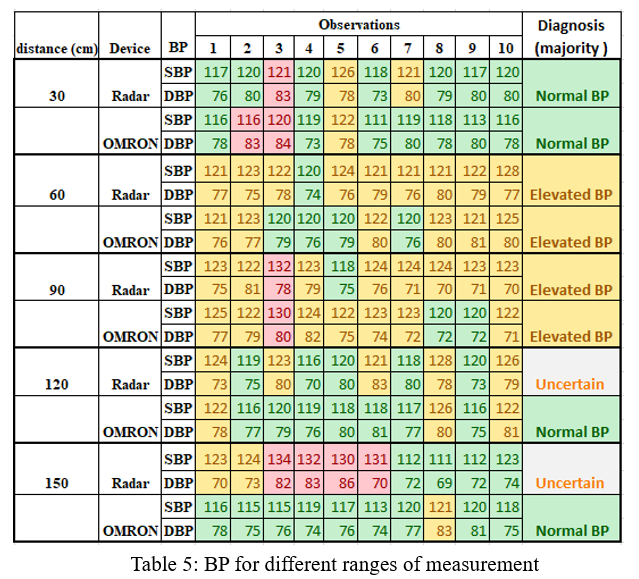 Observations Diagnosis
distance (cm) Device BP 1 2 3 4 5 6 7 8 9 10 (majority )
SBP 117 120 121 120 126 118 121 120 117 120
30 Radar DBP 76 80 83 79 78 73 80 79 80 80 Normal BP
SBP 116 116 120 119 122 111 119 118 113 116
OMRON DBP 78 83 84 73 78 75 80 78 80 78 Normal BP
SBP 121 123 122 120 124 121 121 121 122 128
60 Radar DBP 77 75 78 74 76 79 76 80 79 77 Elevated BP
SBP 121 123 120 120 120 122 120 123 121 125
OMRON DBP 76 77 79 76 79 80 76 80 81 80 Elevated BP
SBP 123 122 132 123 118 124 124 124 123 123
90 Radar DBP 75 81 78 79 75 76 71 70 71 70 Elevated BP
SBP 125 122 130 124 122 123 123 120 120 122
OMRON DBP 77 79 80 82 75 74 72 72 72 71 Elevated BP
SBP 124 119 123 116 120 121 118 128 120 126
120 Radar DBP 73 75 80 70 80 83 80 78 73 79 Uncertain
SBP 122 116 120 119 118 118 117 126 116 122
OMRON DBP 78 77 79 76 80 81 77 80 75 81 Normal BP
SBP 123 124 134 132 130 131 112 111 112 123
150 Radar DBP 70 73 82 83 86 70 72 69 72 74 Uncertain
SBP 116 115 115 119 117 113 120 121 120 118
OMRON DBP 78 75 76 74 76 74 77 83 81 75 Normal BP
Table 5: BP for different ranges of measurement